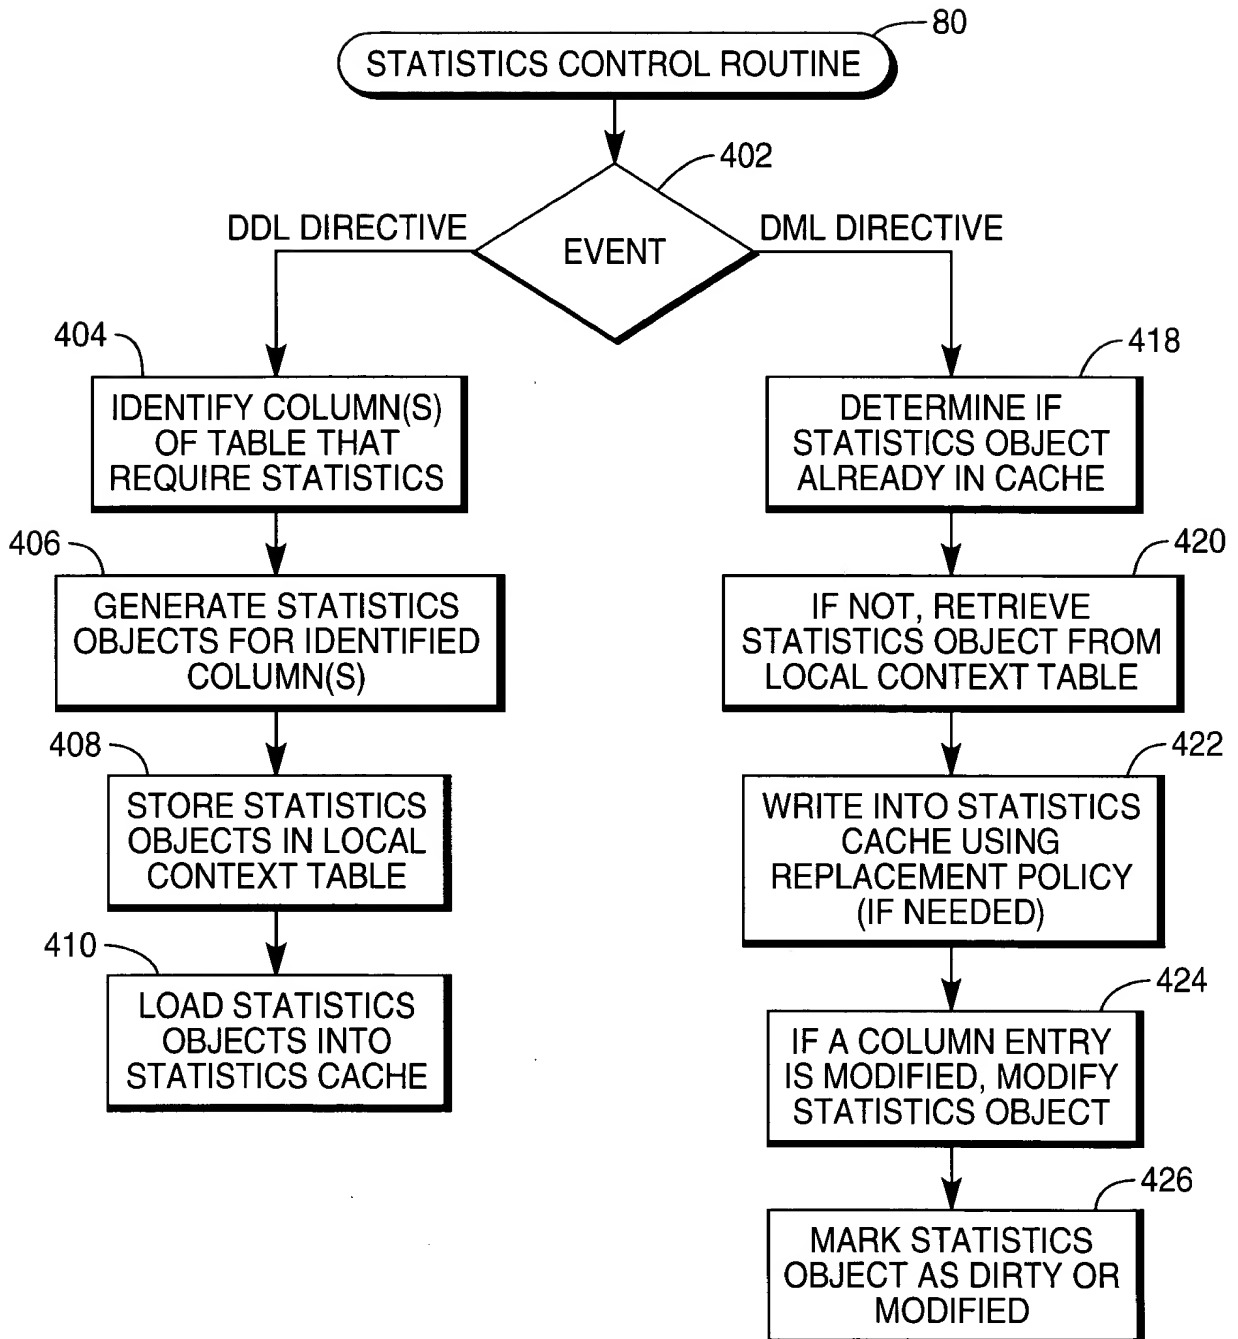 80
STATISTICS CONTROL ROUTINE
402
DDL DIRECTIVE
EVENT
DML DIRECTIVE
404
IDENTIFY COLUMN(S)
OF TABLE THAT
REQUIRE STATISTICS
406
GENERATE STATISTICS
OBJECTS FOR IDENTIFIED
COLUMN(S)
408
STORE STATISTICS
OBJECTS IN LOCAL
CONTEXT TABLE
410
LOAD STATISTICS
OBJECTS INTO
STATISTICS CACHE
418
DETERMINE IF
STATISTICS OBJECT
ALREADY IN CACHE
420
IF NOT, RETRIEVE
STATISTICS OBJECT FROM
LOCAL CONTEXT TABLE
422
WRITE INTO STATISTICS
CACHE USING
REPLACEMENT POLICY
(IF NEEDED)
424
IF A COLUMN ENTRY
IS MODIFIED, MODIFY
STATISTICS OBJECT
426
MARK STATISTICS
OBJECT AS DIRTY OR
MODIFIED